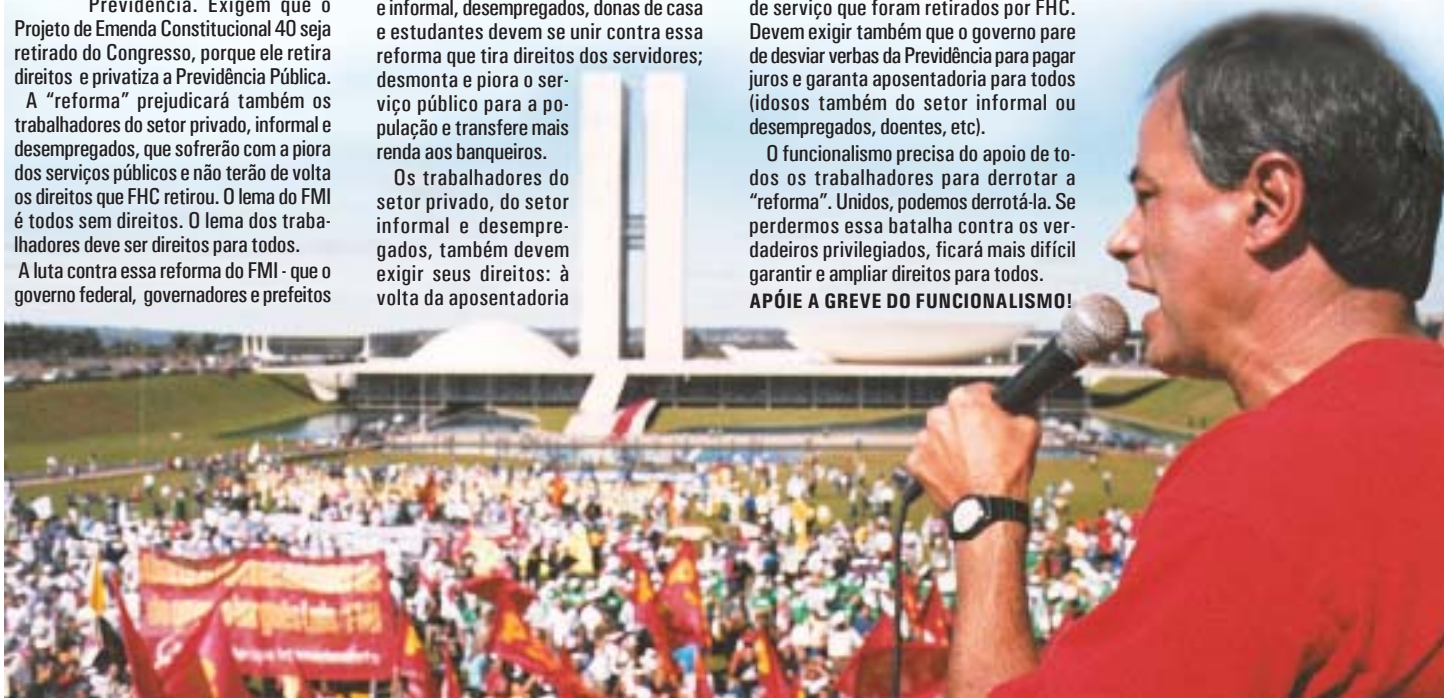 Previdência. Exigem que o
Projeto de Emenda Constitucional 40 seja
retirado do Congresso, porque ele retira
direitos e privatiza a Previdência Pública.
A “reforma” prejudicará também os
trabalhadores do setor privado, informal e
desempregados, que sofrerão com a piora
dos serviços públicos e não terão de volta
os direitos que FHC retirou. O lema do FMI
é todos sem direitos. O lema dos traba-
lhadores deve ser direitos para todos.
A luta contra essa reforma do FMI - que o
governo federal, governadores e prefeitos
e informal, desempregados, donas de casa
e estudantes devem se unir contra essa
reforma que tira direitos dos servidores;
desmonta e piora o ser-
viço público para a po-
pulação e transfere mais
renda aos banqueiros.
Os trabalhadores do
setor privado, do setor
informal e desempre-
gados, também devem
exigir seus direitos: à
volta da aposentadoria
de serviço que foram retirados por FHC.
Devem exigir também que o governo pare
de desviar verbas da Previdência para pagar
juros e garanta aposentadoria para todos
(idosos também do setor informal ou
desempregados, doentes, etc).
O funcionalismo precisa do apoio de to-
dos os trabalhadores para derrotar a
“reforma”. Unidos, podemos derrotá-la. Se
perdermos essa batalha contra os ver-
dadeiros privilegiados, ficará mais difícil
garantir e ampliar direitos para todos.
APÓIE A GREVE DO FUNCIONALISMO!